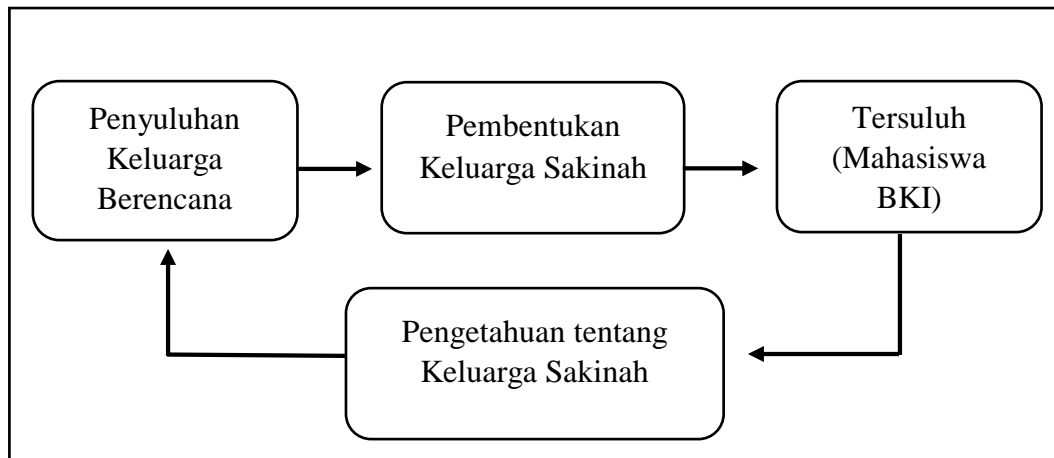 Penyuluhan
Keluarga
Berencana
Pembentukan
Keluarga Sakinah
Tersuluh
(Mahasiswa
BKI)
Pengetahuan tentang
Keluarga Sakinah